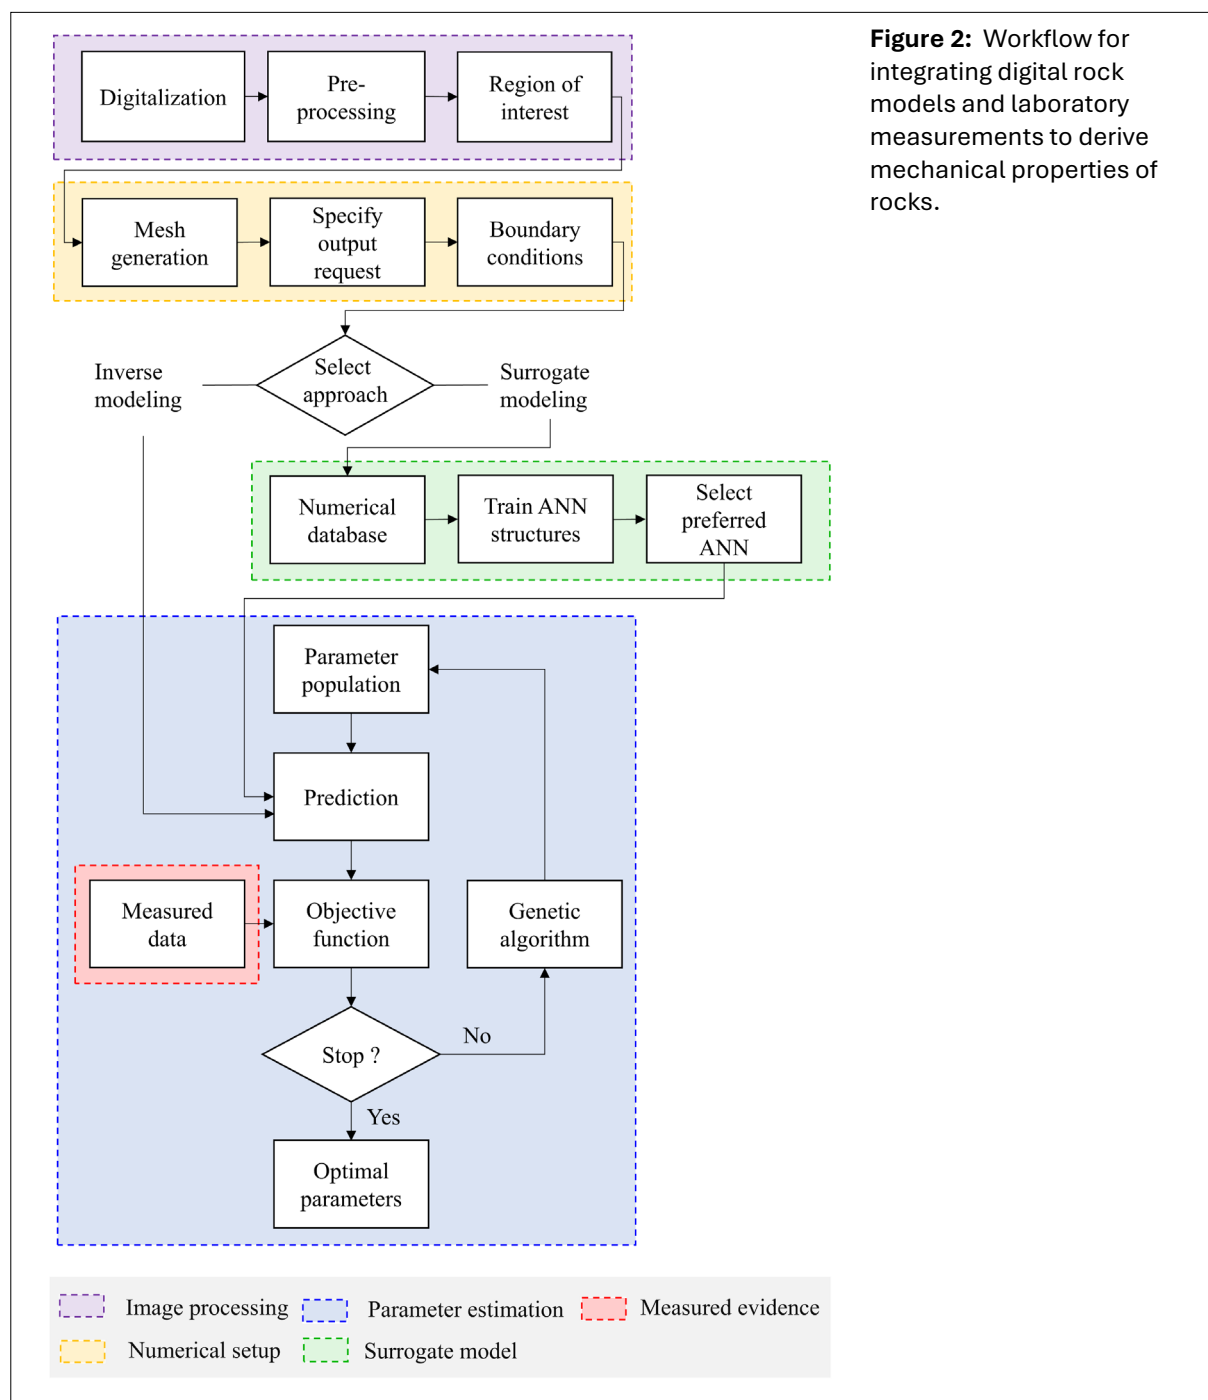 Figure 2: Workflow for
integrating digital rock
models and laboratory
measurements to derive
mechanical properties of
rocks.
Digitalization
Pre-
processing
Region of
interest
Mesh
generation
Specify
output
request
Boundary
conditions
Select
approach
Inverse
modeling
Surrogate
modeling
Numerical
database
Train ANN
structures
Select
preferred
ANN
Parameter
population
Prediction
Measured
data
Objective
function
Genetic
algorithm
Stop ?
No
Yes
Optimal
parameters
Image processing
Parameter estimation
Measured evidence
Numerical setup
Surrogate model